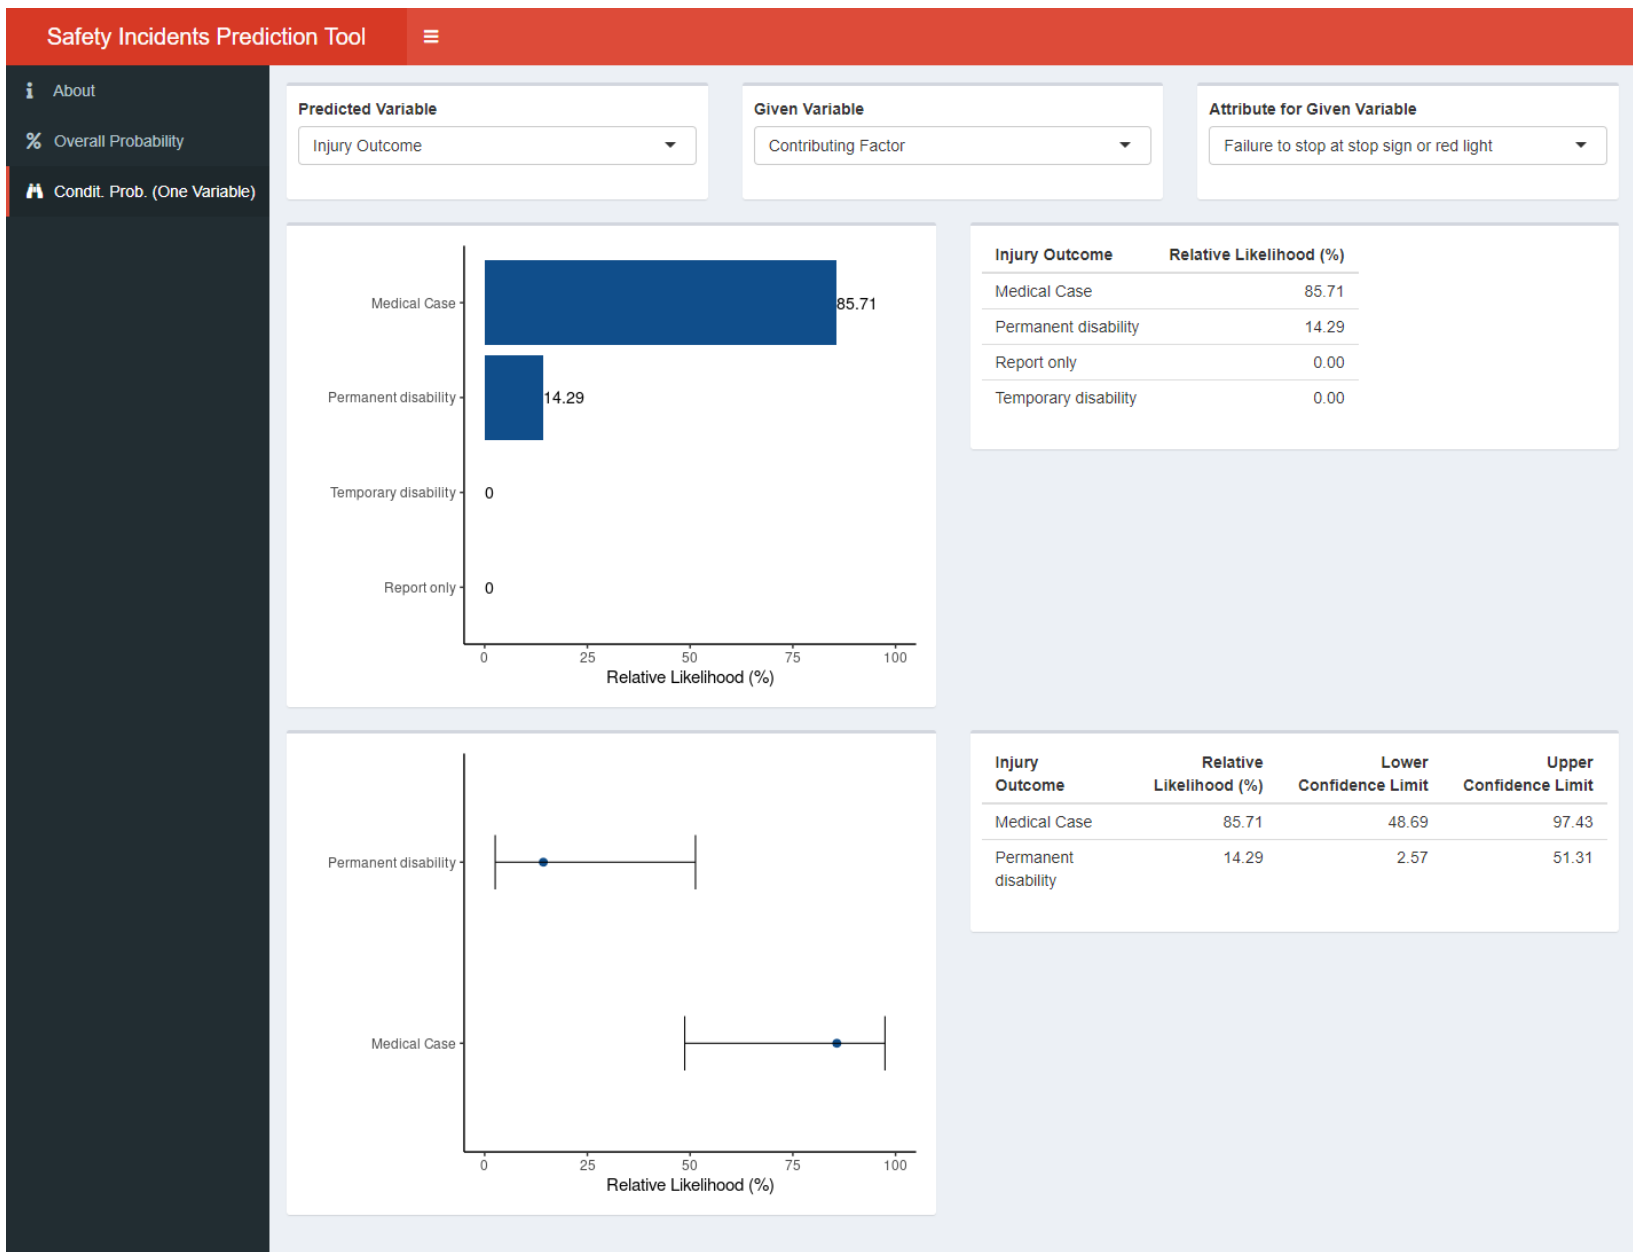 Safety Incidents Prediction Tool
About
Overall Probability
Condit. Prob. (One Variable)
Predicted Variable
Injury Outcome
Given Variable
Contributing Factor
Attribute for Given Variable
Failure to stop at stop sign or red light
Medical Case
85.71
Permanent disability
14.29
Temporary disability
0
Report only
0
0 25 50 75 100
Relative Likelihood (%)
Injury Outcome Relative Likelihood (%)
Medical Case 85.71
Permanent disability 14.29
Report only 0.00
Temporary disability 0.00
Permanent disability
Medical Case
0 25 50 75 100
Relative Likelihood (%)
Injury Relative Lower Upper
Outcome Likelihood (%) Confidence Limit Confidence Limit
Medical Case 85.71 48.69 97.43
Permanent 14.29 2.57 51.31
disability